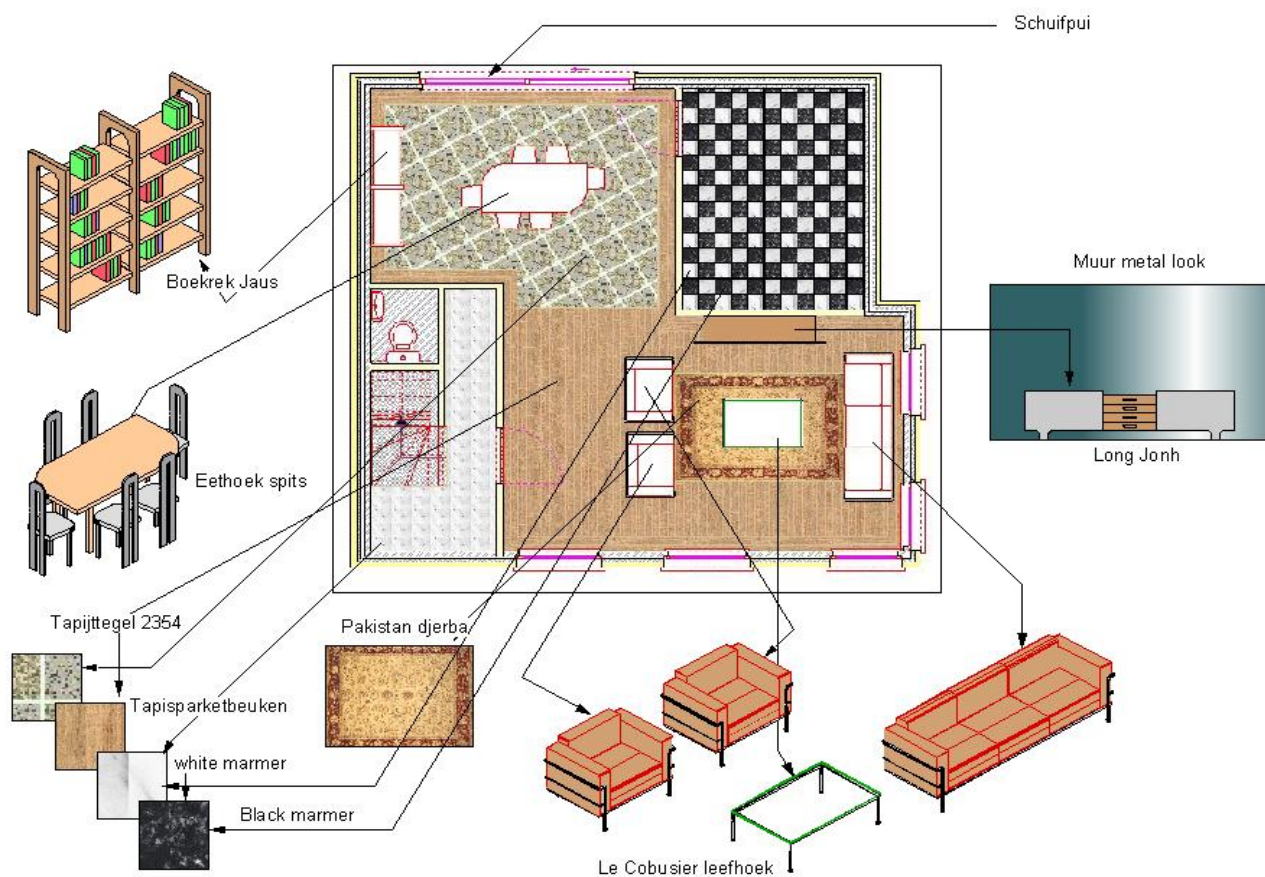 Schuifpui
Boekrek Jaus
Muur metal look
Long Jonh
Eethoek spits
Tapijttegel 2354
Pakistan djerba
Tapisparketbeuken
white marmer
Black marmer
Le Cobusier leefhoek